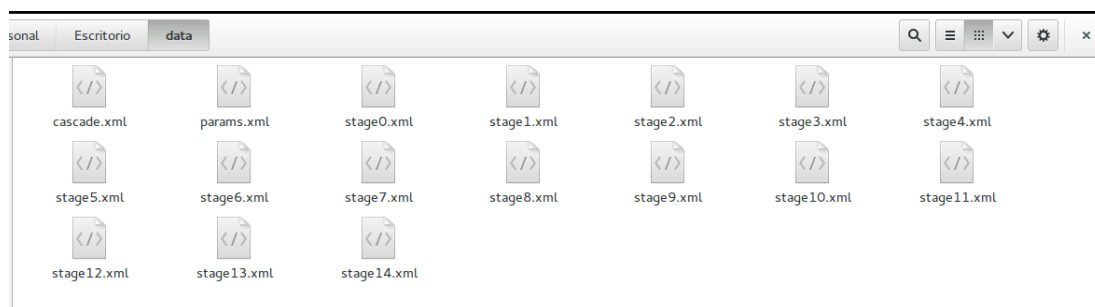 sonal Escritorio data
cascade.xml params.xml stage0.xml stage1.xml stage2.xml stage3.xml stage4.xml
stage5.xml stage6.xml stage7.xml stage8.xml stage9.xml stage10.xml stage11.xml
stage12.xml stage13.xml stage14.xml